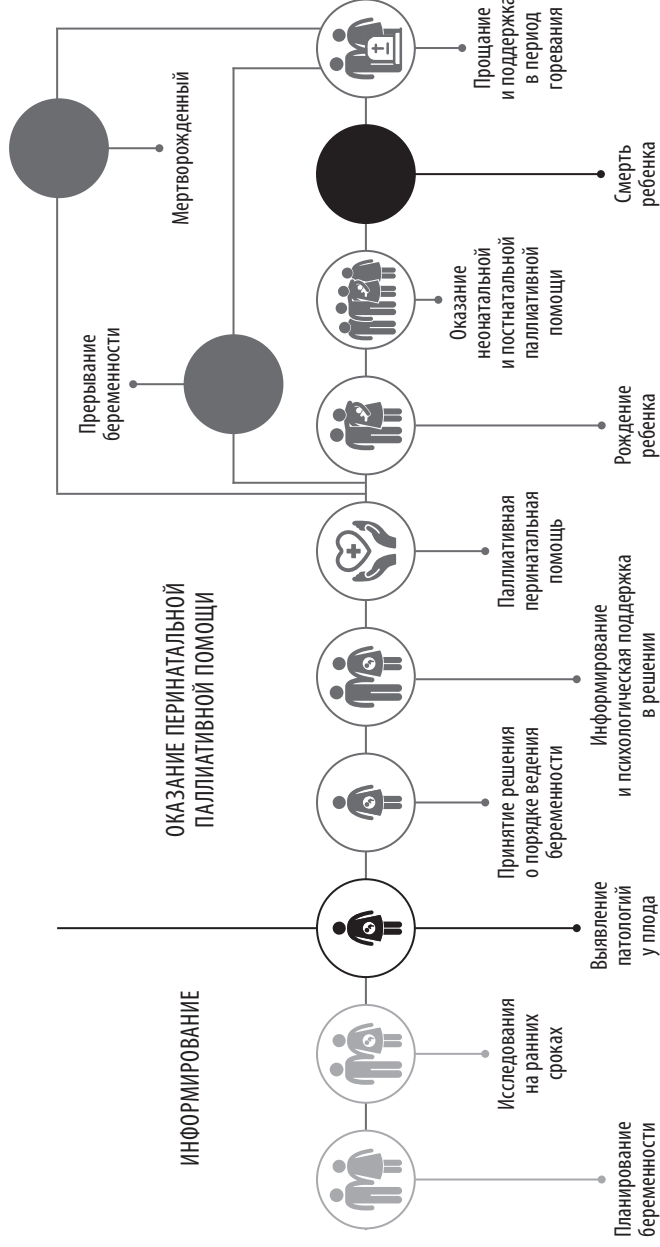 ИНФОРМИРОВАНИЕ
ОКАЗАНИЕ ПЕРИНАТАЛЬНОЙ
ПАЛЛИАТИВНОЙ ПОМОЩИ
Прерывание
беременности
Мертворожденный
Планирование
беременности
Исследования
на ранних
сроках
Выявление
патологий
у плода
Принятие решения
о порядке ведения
беременности
Информирование
и психологическая поддержка
в решении
Паллиативная
перинатальная
помощь
Рождение
ребенка
Оказание
неонатальной
и постнатальной
паллиативной
помощи
Смерть
ребенка
Прощание
и поддержка
в период
горевания